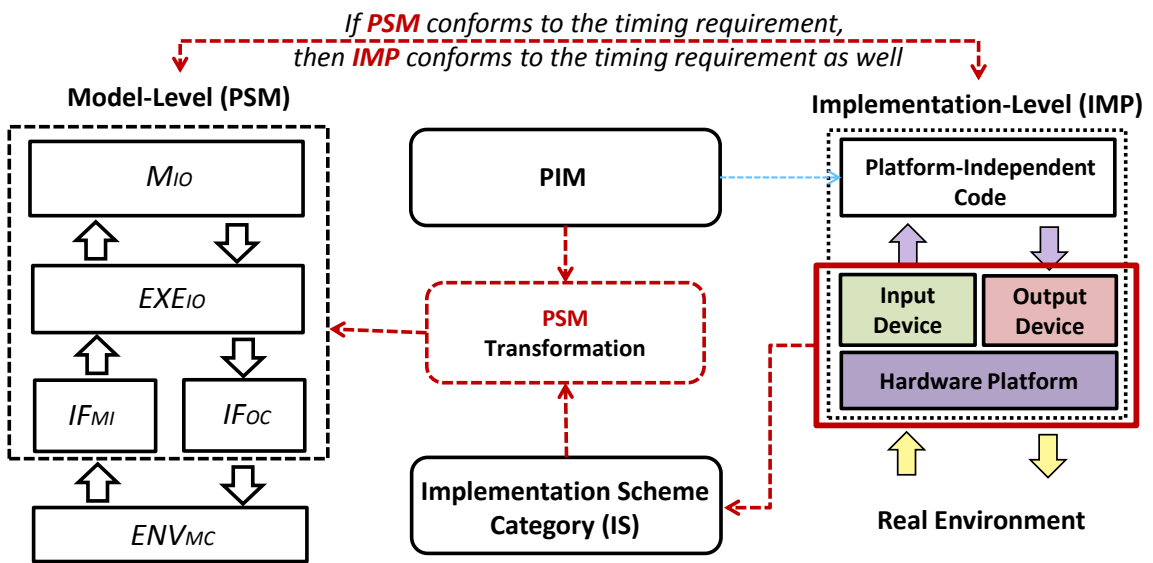 If PSM conforms to the timing requirement,
then IMP conforms to the timing requirement as well
Model-Level (PSM)
MIO
EXEIO
IFMI
IFOC
ENVMC
PIM
PSM
Transformation
Implementation Scheme
Category (IS)
Implementation-Level (IMP)
Platform-Independent
Code
Input
Device
Output
Device
Hardware Platform
Real Environment